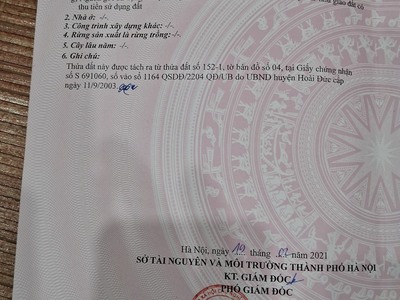 thu tiền sử dụng đất
2. Nhà ở: -/-.
3. Công trình xây dựng khác: -/-.
4. Rừng sản xuất là rừng trồng: -/-.
5. Cây lâu năm: -/-.
6. Ghi chú:
Thửa đất này được tách ra từ thửa đất số 152-1, tờ bản đồ số 04, tại Giấy chứng nhận
số S 691060, số vào sổ 1164 QSDĐ/2204 QĐ/UB do UBND huyện Hoài Đức cấp
ngày 11/9/2003.
Hà Nội, ngày 19 tháng năm 2021
SỞ TÀI NGUYÊN VÀ MÔI TRƯỜNG THÀNH PHỐ HÀ NỘI
KT. GIÁM ĐỐC
PHÓ GIÁM ĐỐC